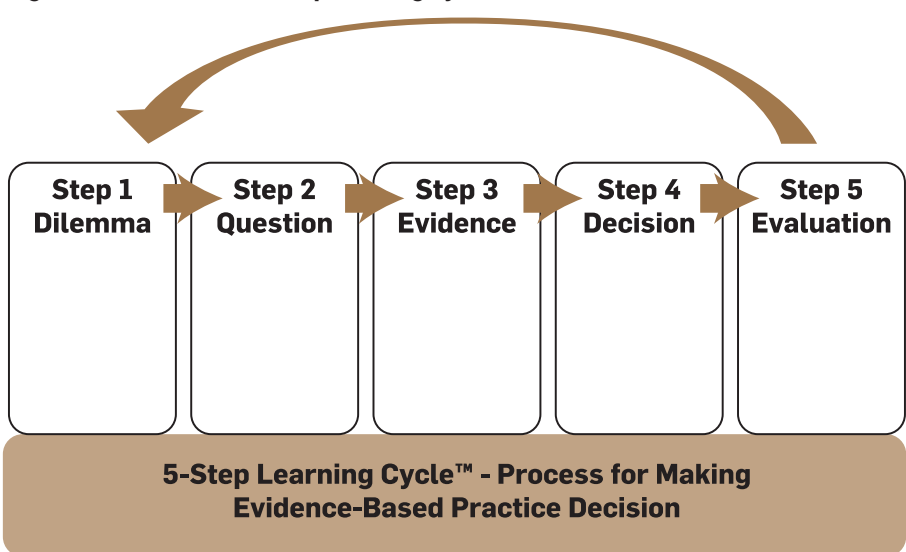 Step 1
Dilemma
Step 2
Question
Step 3
Evidence
Step 4
Decision
Step 5
Evaluation
5-Step Learning Cycle™ - Process for Making
Evidence-Based Practice Decision